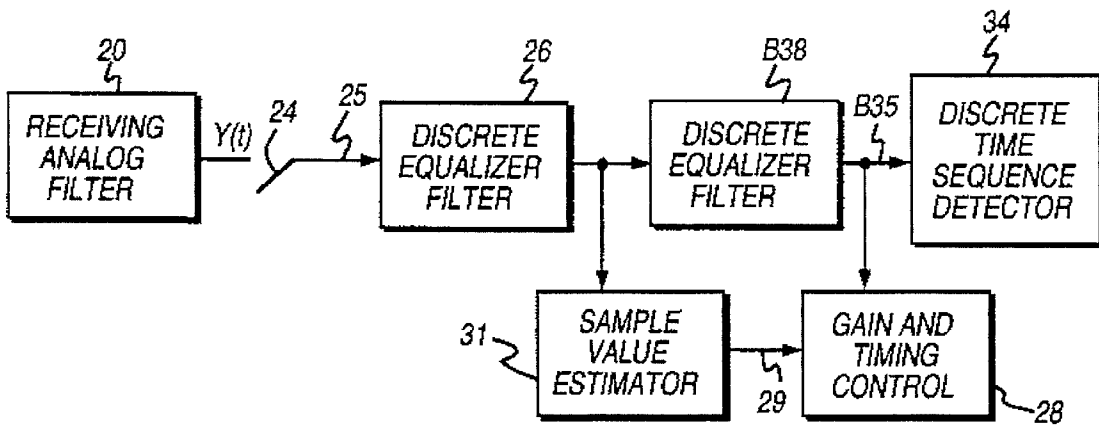 34
20
B38
26
24
B35
Y(t)
25
RECEIVING
ANALOG
FILTER
DISCRETE
EQUALIZER
FILTER
DISCRETE
EQUALIZER
FILTER
DISCRETE
TIME
SEQUENCE
DETECTOR
31
SAMPLE
VALUE
ESTIMATOR
29
GAIN AND
TIMING
CONTROL
28